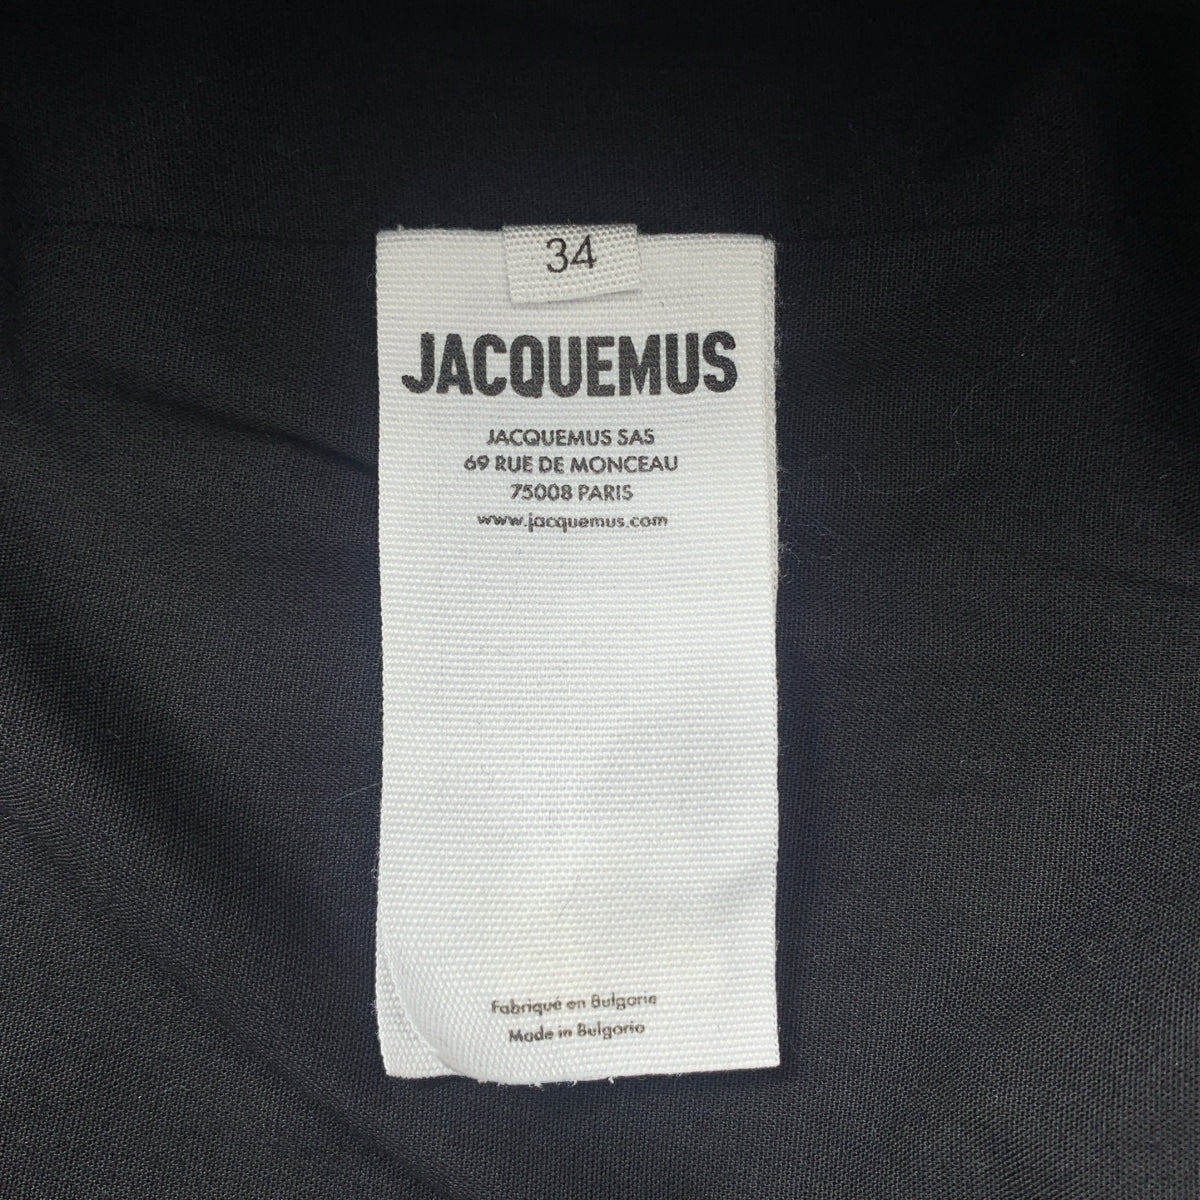 34
JACQUEMUS
JACQUEMUS SAS
69 RUE DE MONCEAU
75008 PARIS
www.jacquemus.com
Fabriqué en Bulgarie
Made in Bulgaria